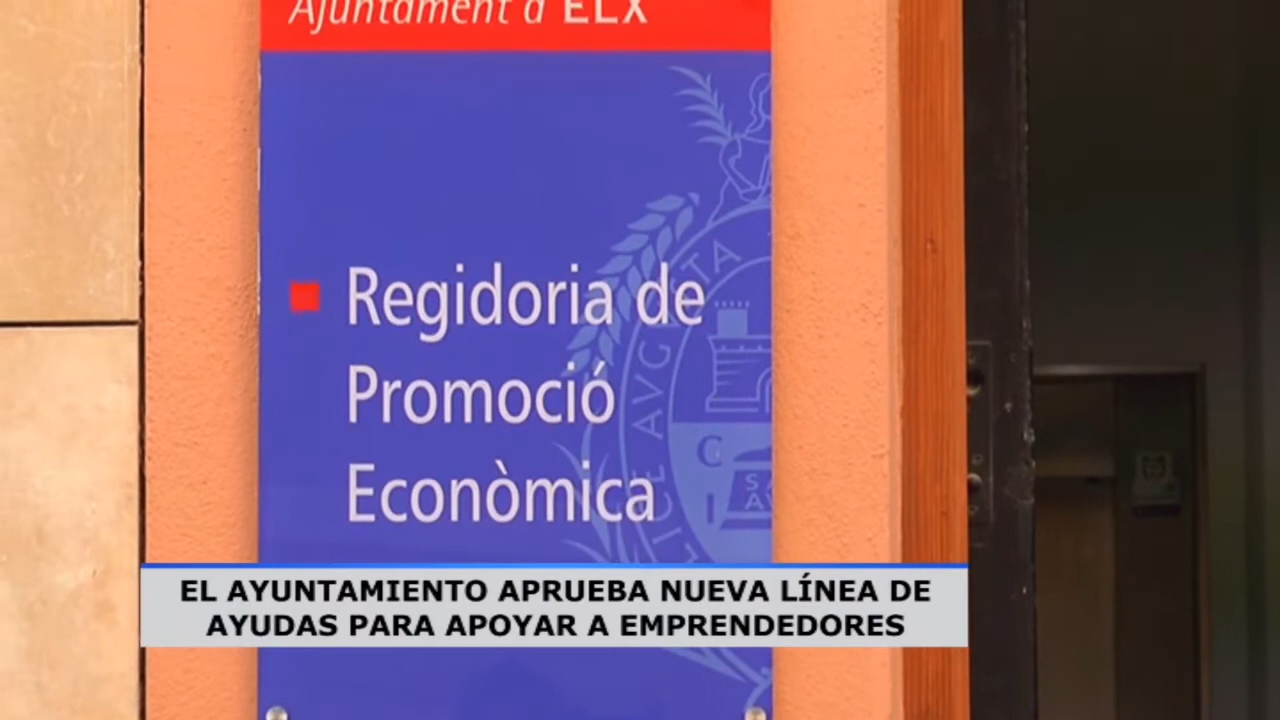 Ajuntament d'ELX
Regidoria de
Promoció
Econòmica
EL AYUNTAMIENTO APRUEBA NUEVA LÍNEA DE
AYUDAS PARA APOYAR A EMPRENDEDORES